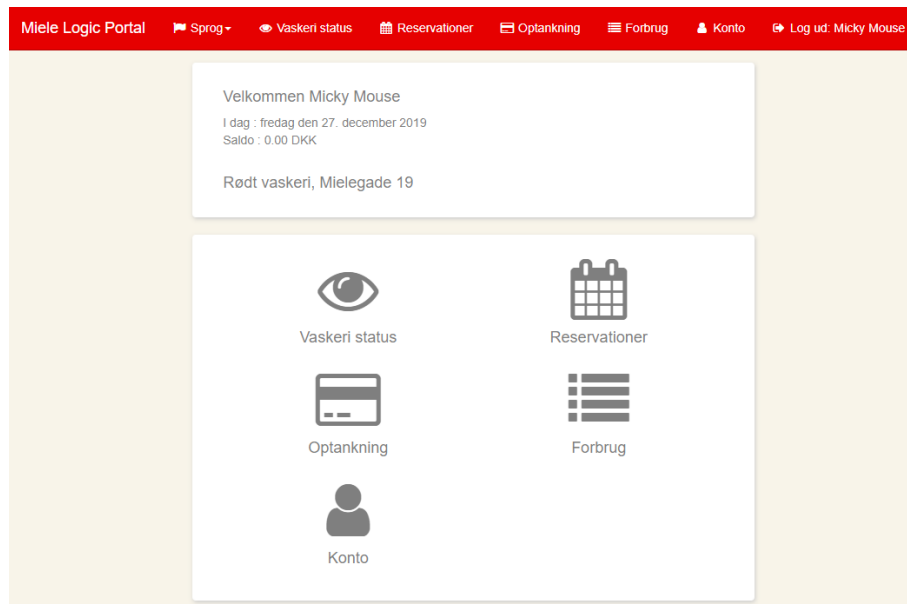 Miele Logic Portal Sprog Vaskeri status Reservationer Optankning Forbrug Konto Log ud: Micky Mouse
Velkommen Micky Mouse
I dag : fredag den 27. december 2019
Saldo : 0.00 DKK
Rødt vaskeri, Mielegade 19
Vaskeri status Reservationer
Optankning Forbrug
Konto